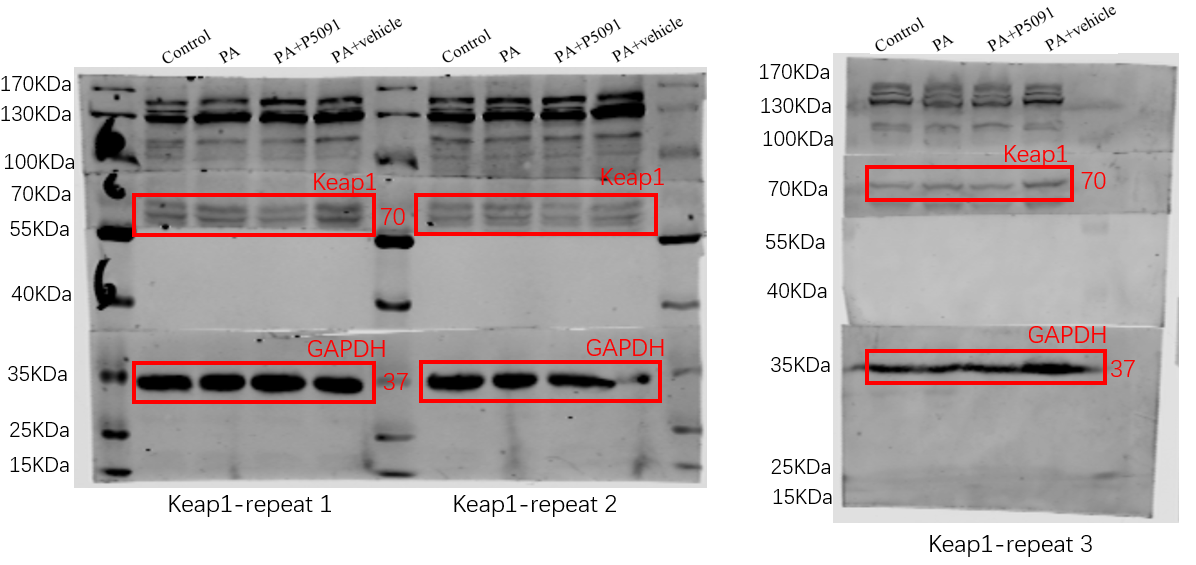 Control PA PA+P5091 PA+vehicle Control PA PA+P5091 PA+vehicle
170KDa
130KDa
100KDa
70KDa
55KDa
40KDa
35KDa
25KDa
15KDa
Keap1
70
Keap1
GAPDH
37
GAPDH
Keap1-repeat 1
Keap1-repeat 2
Control PA PA+P5091 PA+vehicle
170KDa
130KDa
100KDa
70KDa
55KDa
40KDa
35KDa
25KDa
15KDa
Keap1
70
GAPDH
37
Keap1-repeat 3